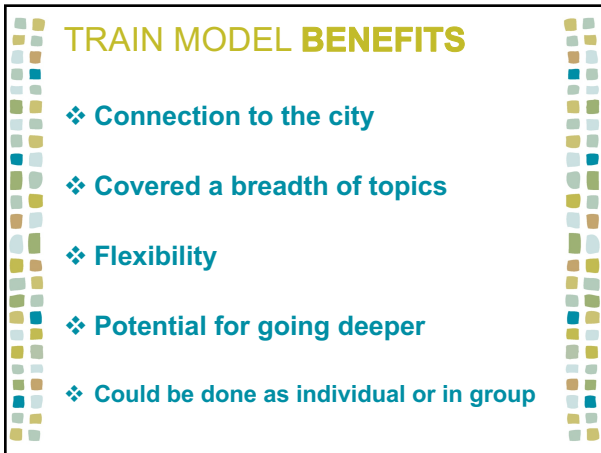 TRAIN MODEL BENEFITS
❖ Connection to the city
❖ Covered a breadth of topics
❖ Flexibility
❖ Potential for going deeper
❖ Could be done as individual or in group